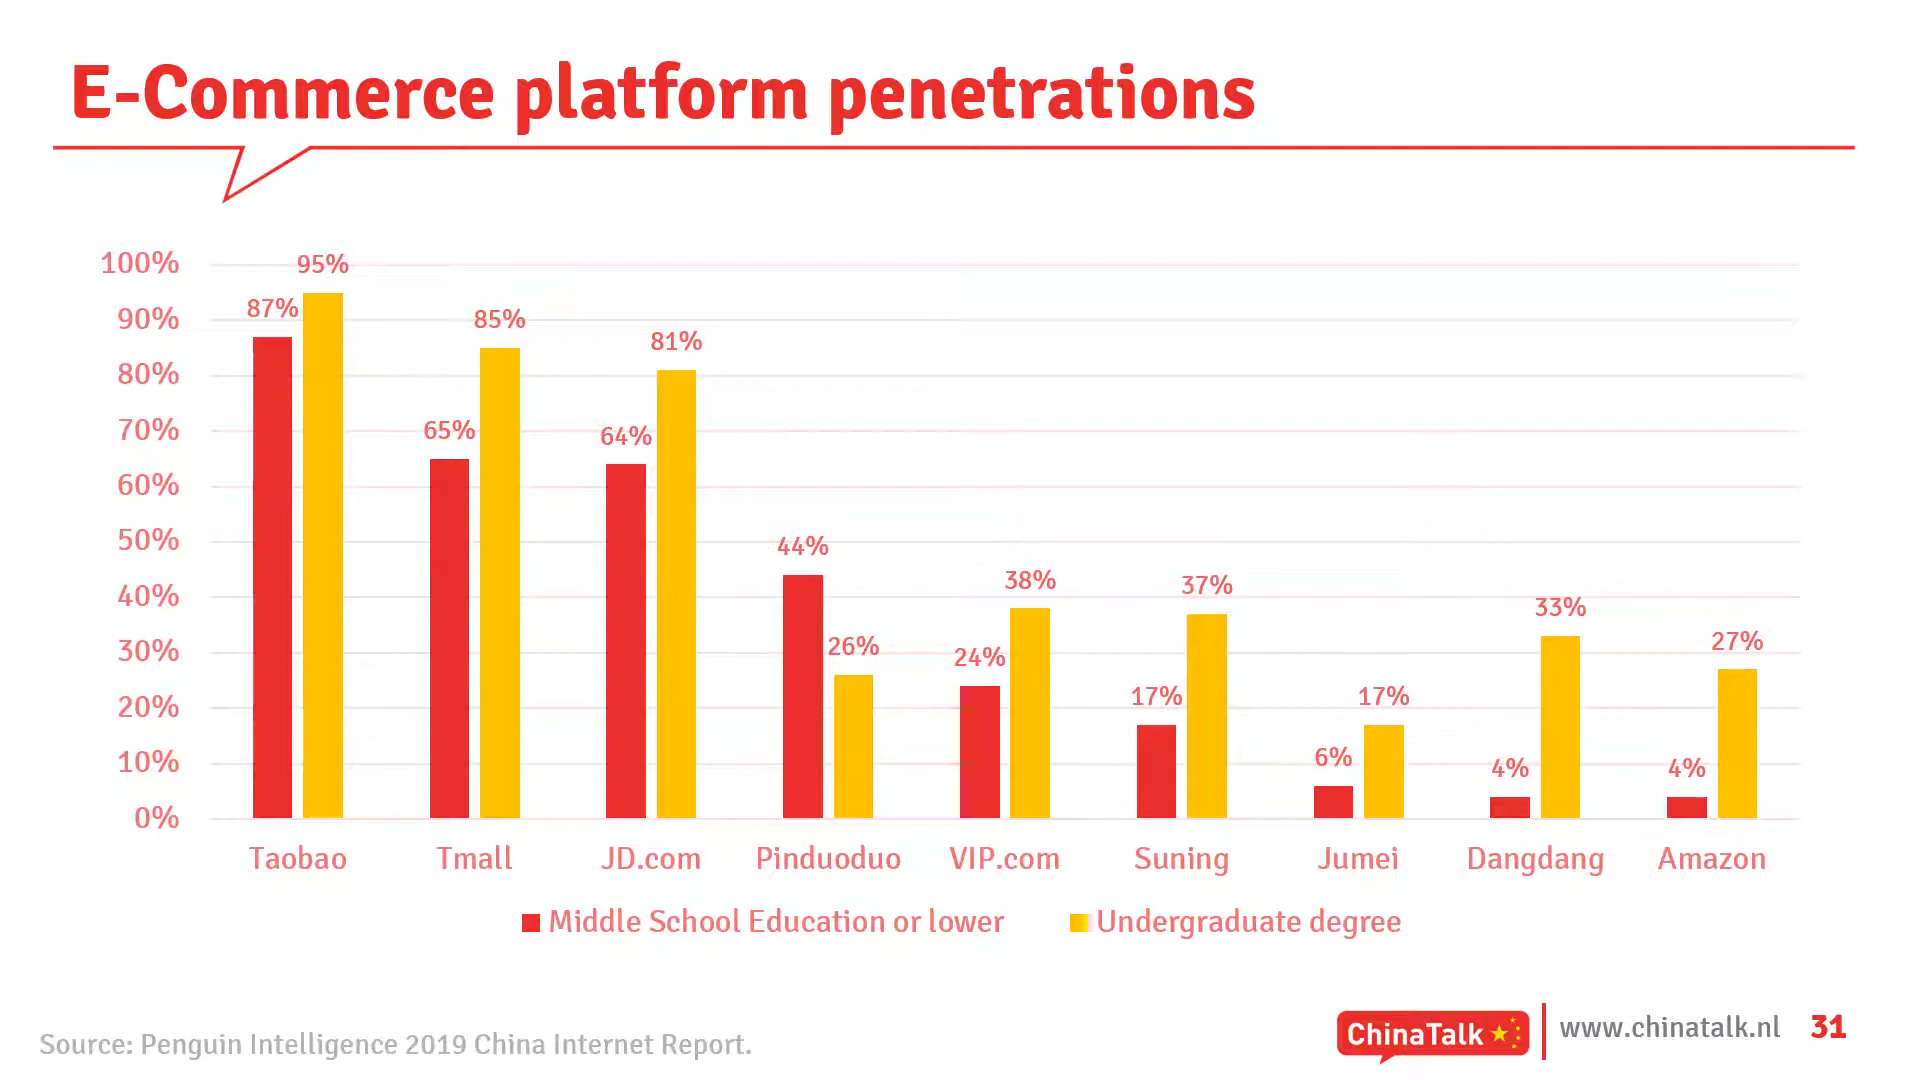 E-Commerce platform penetrations
100%
90%
80%
70%
60%
50%
40%
30%
20%
10%
0%
87%
95%
65%
85%
64%
81%
44%
26%
24%
38%
17%
37%
6%
17%
4%
33%
4%
27%
Taobao
Tmall
JD.com
Pinduoduo
VIP.com
Suning
Jumei
Dangdang
Amazon
Middle School Education or lower
Undergraduate degree
Source: Penguin Intelligence 2019 China Internet Report.
ChinaTalk
www.chinatalk.nl
31